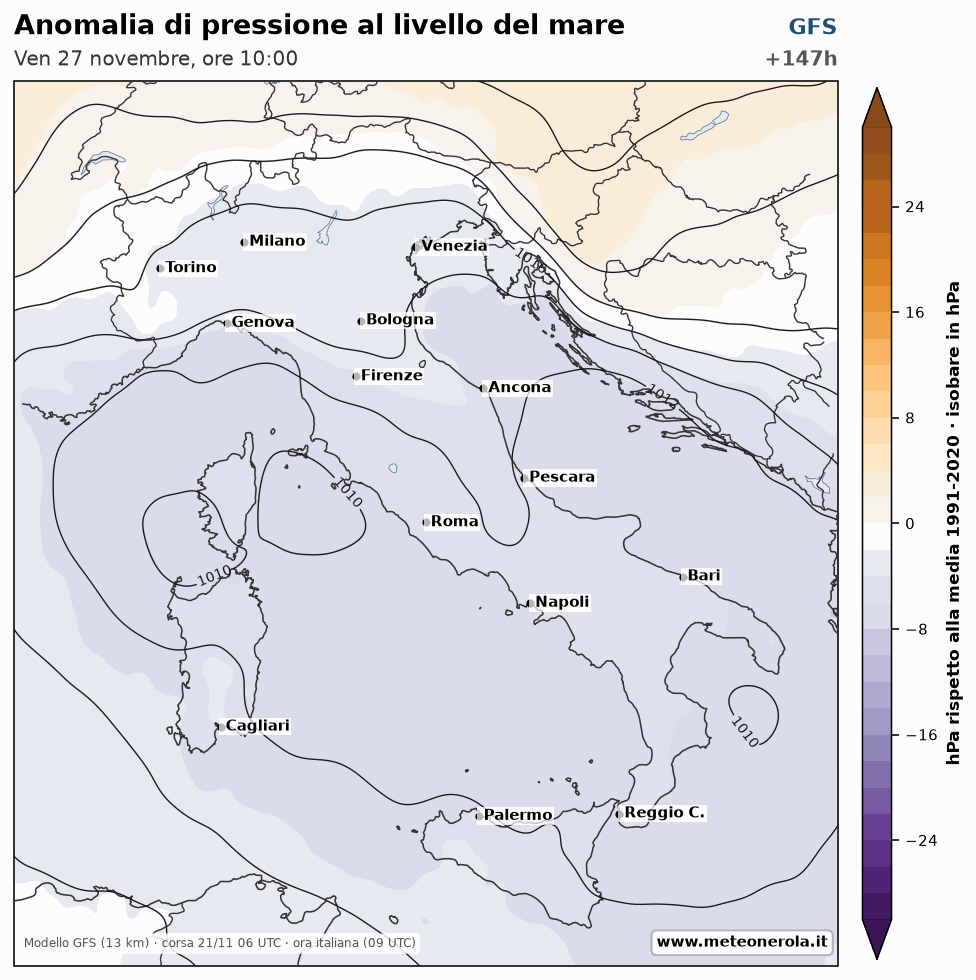 Anomalia di pressione al livello del mare
GFS
Ven 27 novembre, ore 10:00
+147h
Milano
Venezia
Torino
Genova
Bologna
Firenze
Ancona
Pescara
1010
Roma
1010
Bari
Napoli
Cagliari
1010
Palermo
Reggio C.
24
16
8
0
−8
−16
−24
hPa rispetto alla media 1991-2020 · isobare in hPa
Modello GFS (13 km) · corsa 21/11 06 UTC · ora italiana (09 UTC)
www.meteonerola.it